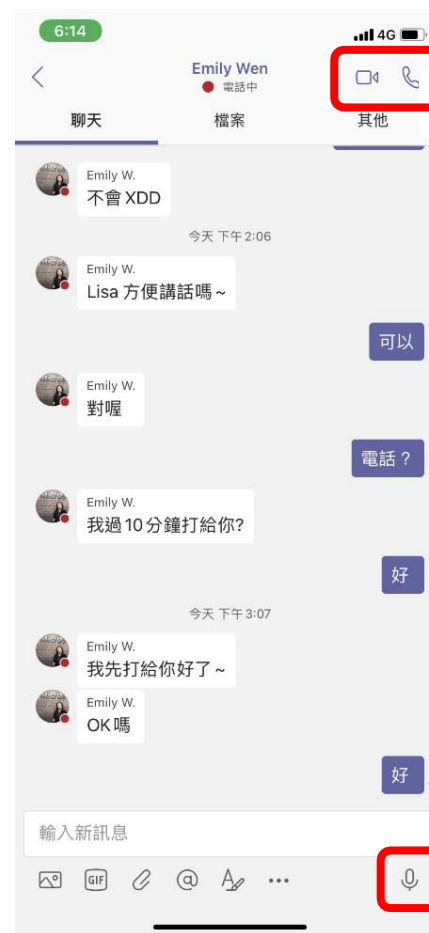 6:14
4G
Emily Wen
電話中
聊天
檔案
其他
Emily W.
不會 XDD
今天 下午 2:06
Emily W.
Lisa 方便講話嗎 ~
可以
Emily W.
對喔
電話？
Emily W.
我過 10 分鐘打給你?
好
今天 下午 3:07
Emily W.
我先打給你好了 ~
Emily W.
OK 嗎
好
輸入新訊息
GIF